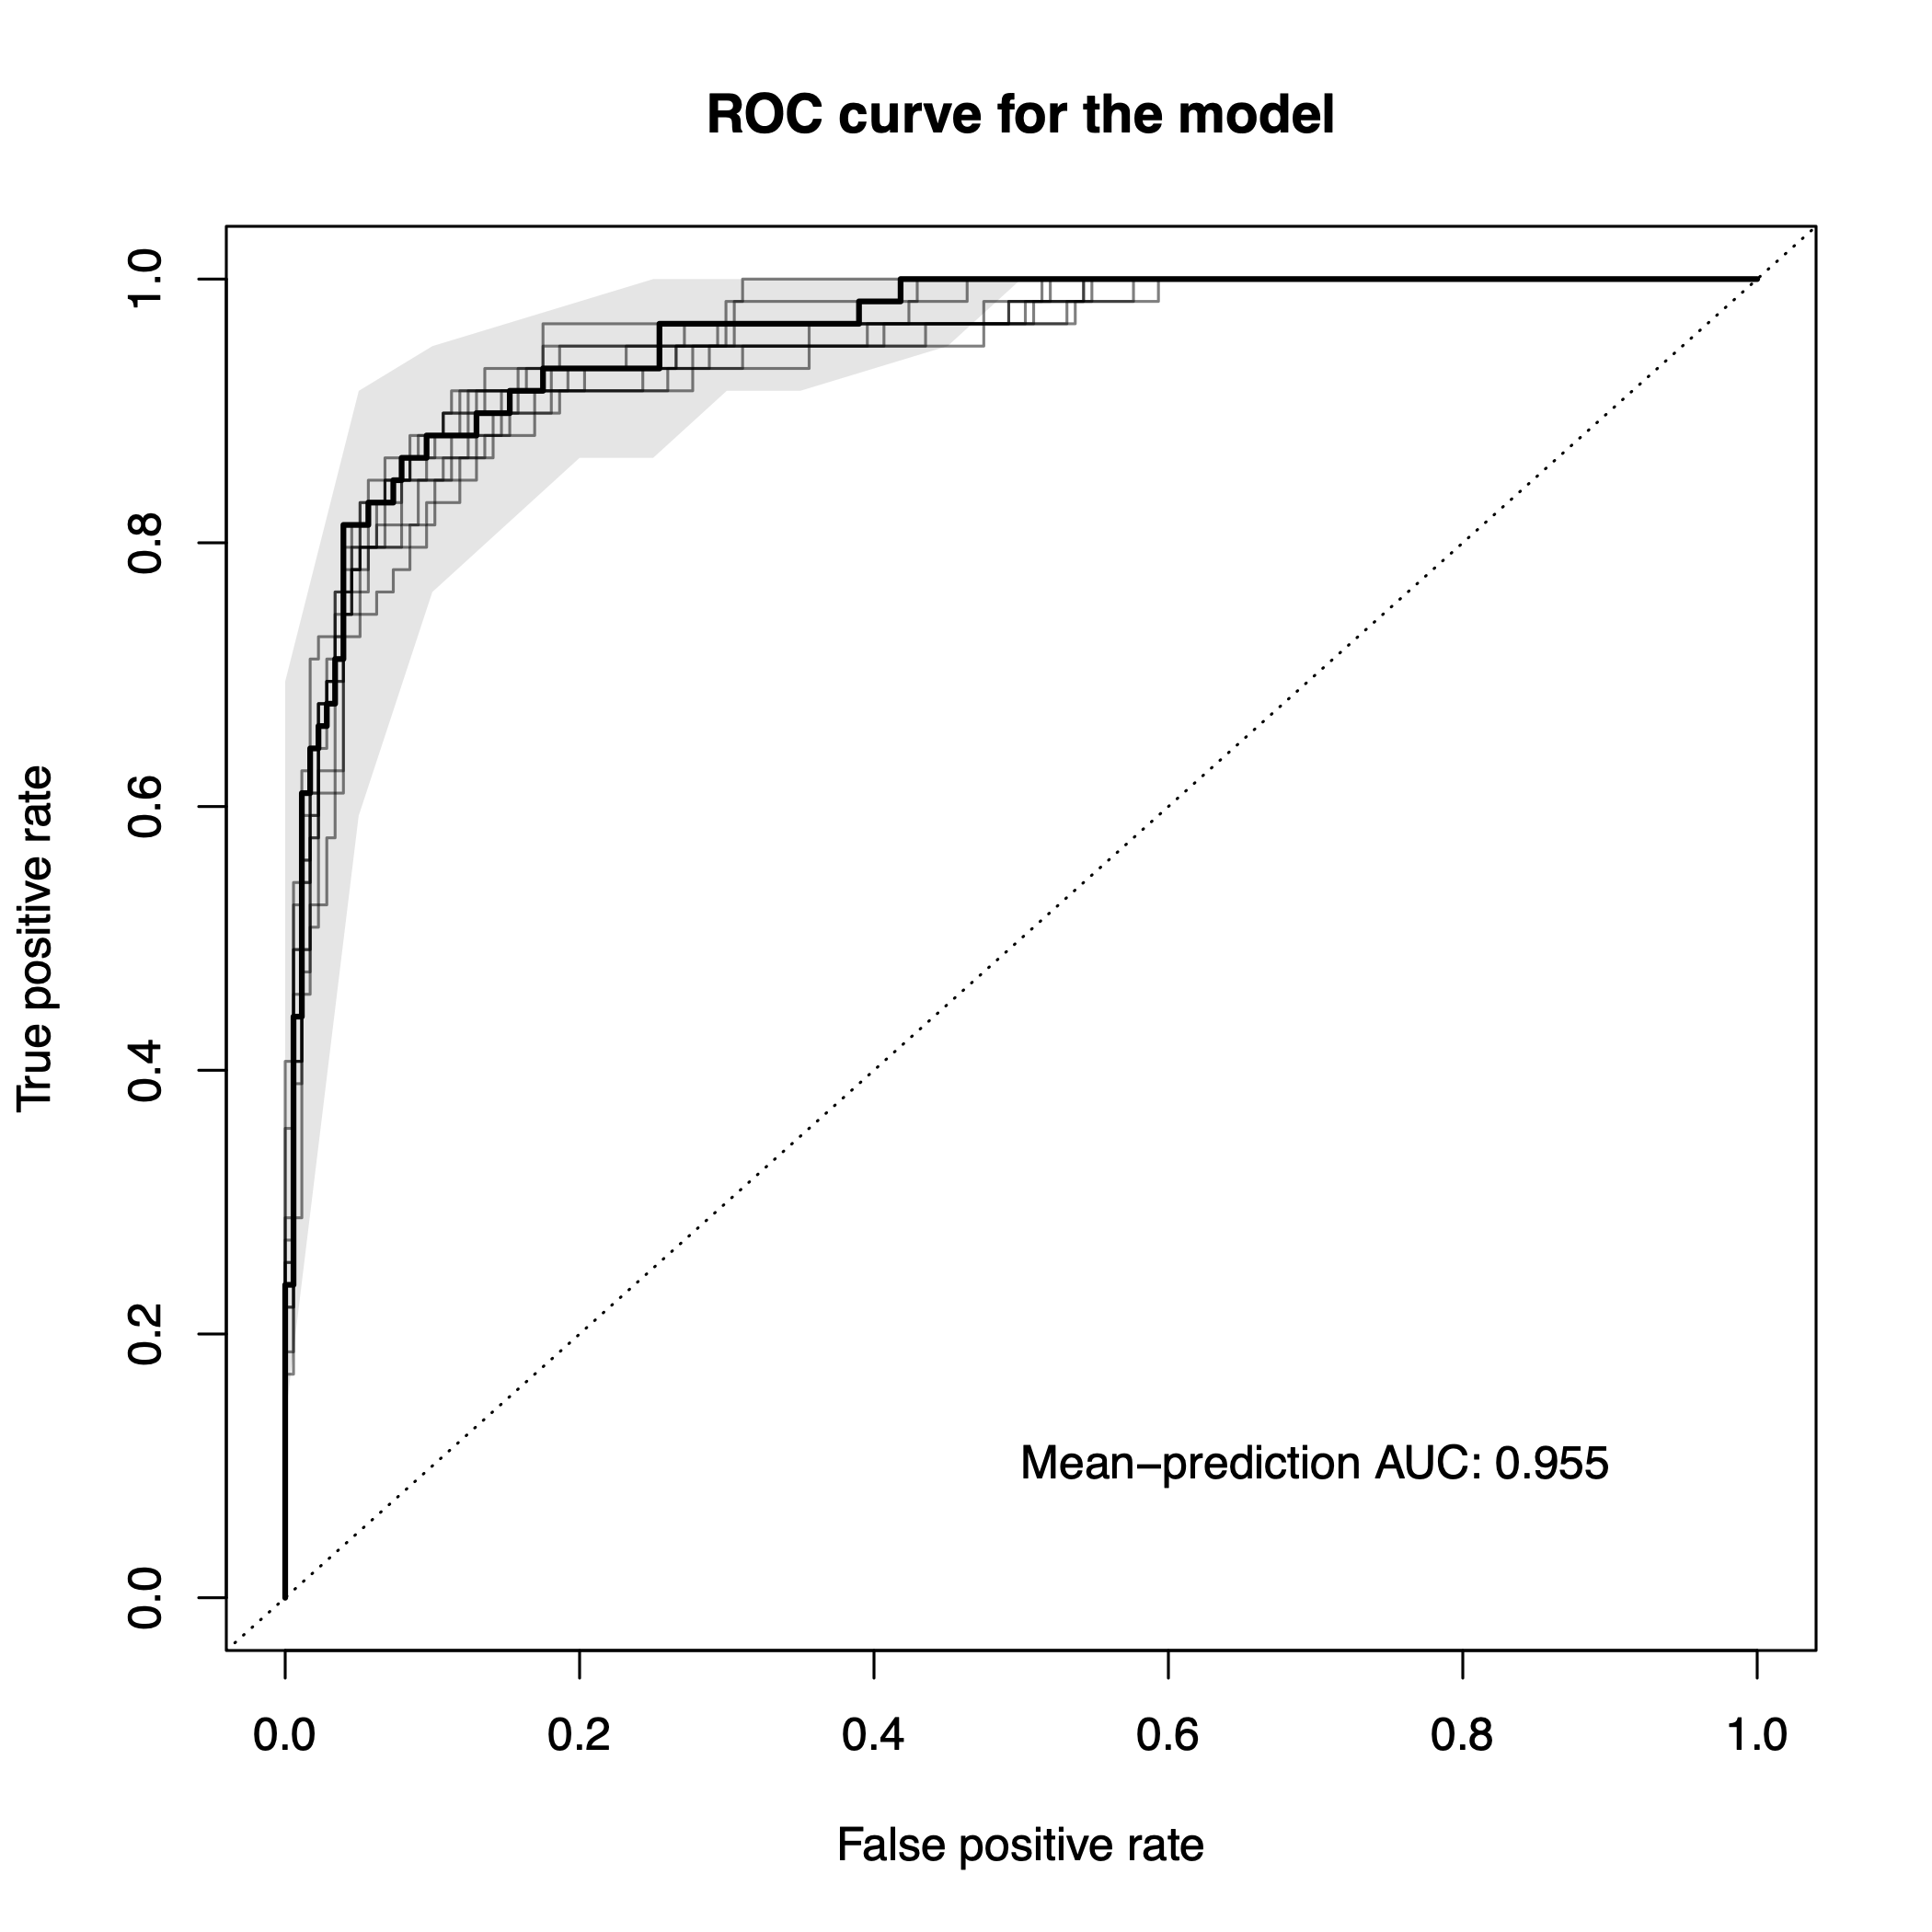 ROC curve for the model
True positive rate
1.0
0.8
0.6
0.4
0.2
0.0
Mean−prediction AUC: 0.955
0.0 0.2 0.4 0.6 0.8 1.0
False positive rate